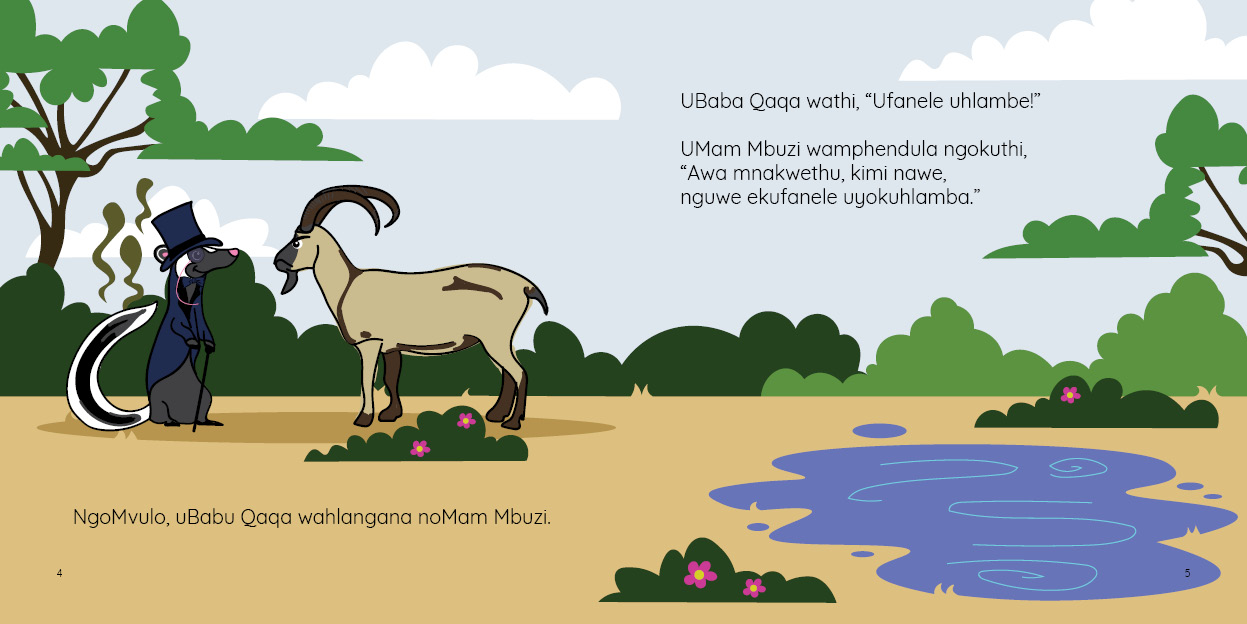 NgoMvulo, uBabu Qaqa wahlangana noMam Mbuzi.
4
UBaba Qaqa wathi, “Ufanele uhlambe!”
UMam Mbuzi wamphendula ngokuthi,
“Awa mnakwethu, kimi nawe,
nguwe ekufanele uyokuhlamba.”
5